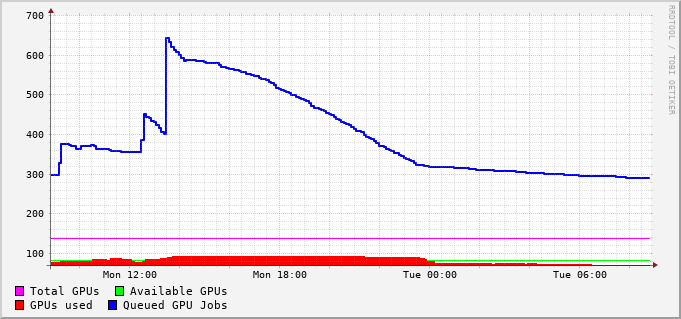 700
600
500
400
300
200
100
Mon 12:00 Mon 18:00 Tue 00:00 Tue 06:00
Total GPUs Available GPUs
GPUs used Queued GPU Jobs
RRDTOOL / TOBI OETIKER